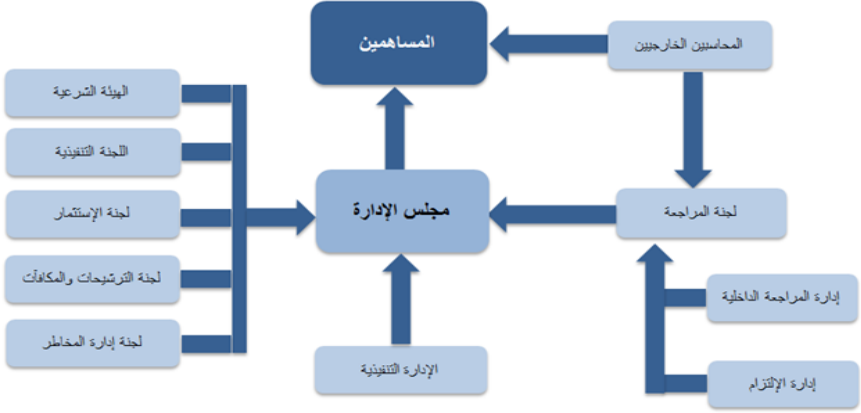 المساهمين
المحاسبين الخارجيين
الهيئة الشرعية
اللجنة التنفيذية
لجنة الإستثمار
مجلس الإدارة
لجنة المراجعة
لجنة الترشيحات والمكافآت
إدارة المراجعة الداخلية
لجنة إدارة المخاطر
الإدارة التنفيذية
إدارة الإلتزام